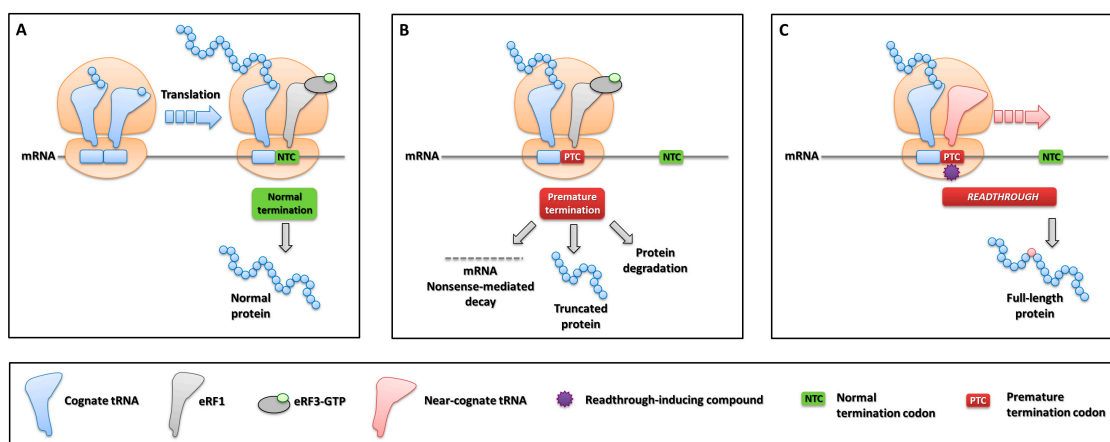 A
Translation
mRNA
NTC
Normal
termination
Normal
protein
B
mRNA
PTC
NTC
Premature
termination
mRNA
Nonsense-mediated
decay
Truncated
protein
Protein
degradation
C
mRNA
PTC
NTC
READTHROUGH
Full-length
protein
Cognate tRNA
eRF1
eRF3-GTP
Near-cognate tRNA
Readthrough-inducing compound
NTC
Normal
termination codon
PTC
Premature
termination codon